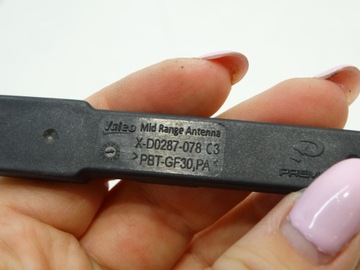 Valeo Mid Range Antenna
X-D0287-078 C3
>PBT-GF30,PA<